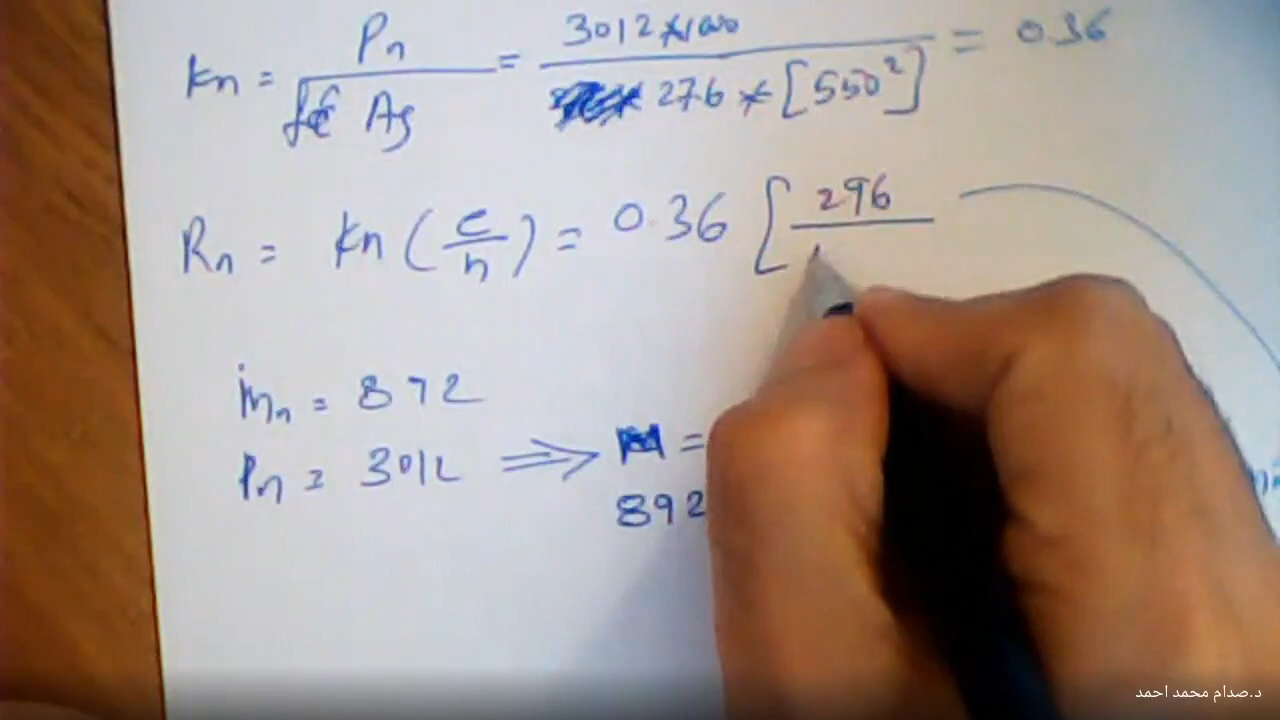 Kn = Pn / fc' Ag = 3012*1000 / 27.6 * [550²] = 0.36
Rn = Kn (e/h) = 0.36 [296
Mn = 872
Pn = 3012 ⇒ =
892
د.صدام محمد احمد